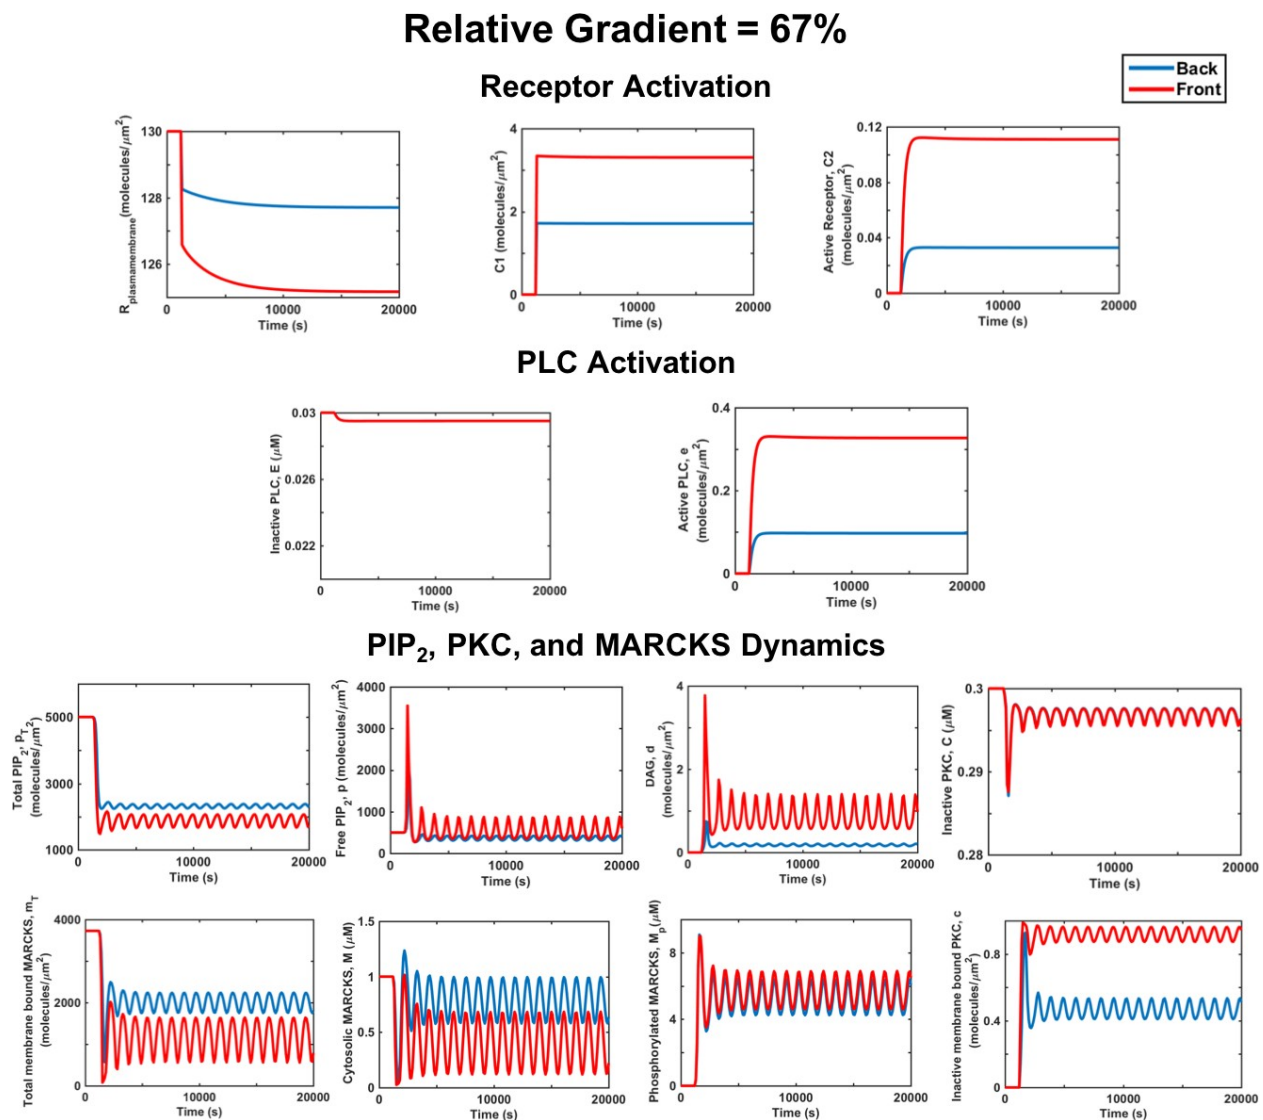 Relative Gradient = 67%
Receptor Activation
Back
Front
R plasmamembrane (molecules/μm²)
130
128
126
0
10000
20000
Time (s)
C1 (molecules/μm²)
4
2
0
0
10000
20000
Time (s)
Active Receptor, C2
(molecules/μm²)
0.12
0.08
0.04
0
0
10000
20000
Time (s)
PLC Activation
Inactive PLC, E (μM)
0.03
0.026
0.022
0
10000
20000
Time (s)
Active PLC, e
(molecules/μm²)
0.4
0.2
0
0
10000
20000
Time (s)
PIP₂, PKC, and MARCKS Dynamics
Total PIP₂, pT₂
(molecules/μm²)
5000
3000
1000
0
10000
20000
Time (s)
Free PIP₂, p (molecules/μm²)
4000
3000
2000
1000
0
0
10000
20000
Time (s)
DAG, d
(molecules/μm²)
4
2
0
0
10000
20000
Time (s)
Inactive PKC, C (μM)
0.3
0.29
0.28
0
10000
20000
Time (s)
Total membrane bound MARCKS, mT
(molecules/μm²)
4000
2000
0
0
10000
20000
Time (s)
Cytosolic MARCKS, M (μM)
1.5
1
0.5
0
0
10000
20000
Time (s)
Phosphorylated MARCKS, Mp(μM)
8
4
0
0
10000
20000
Time (s)
Inactive membrane bound PKC, c
(molecules/μm²)
0.8
0.4
0
0
10000
20000
Time (s)